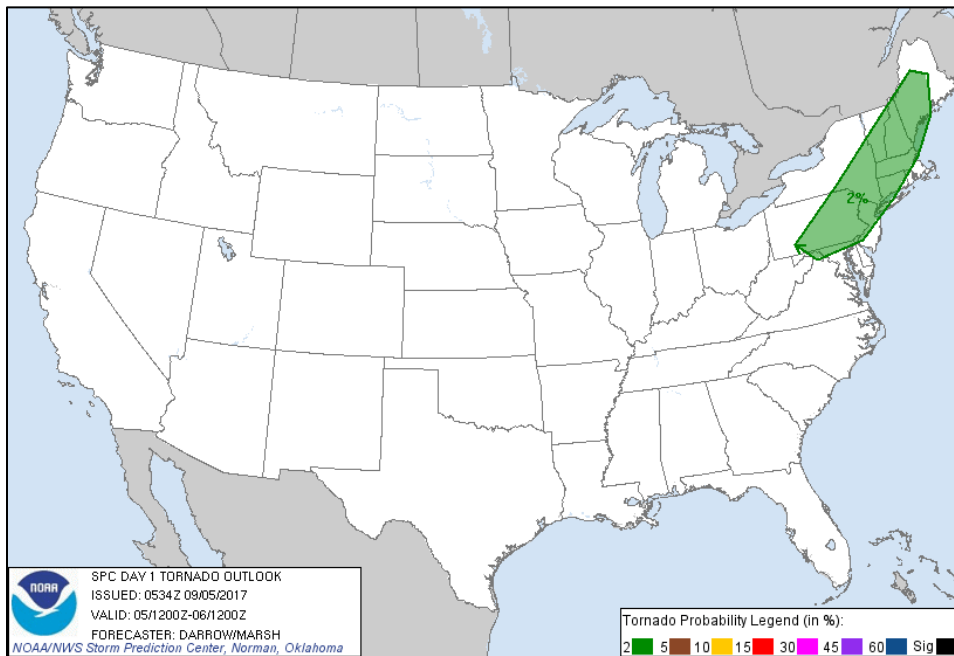 2%
SPC DAY 1 TORNADO OUTLOOK
ISSUED: 0534Z 09/05/2017
VALID: 05/1200Z-06/1200Z
FORECASTER: DARROW/MARSH
NOAA
NOAA/NWS Storm Prediction Center, Norman, Oklahoma
Tornado Probability Legend (in %):
2 5 10 15 30 45 60 Sig